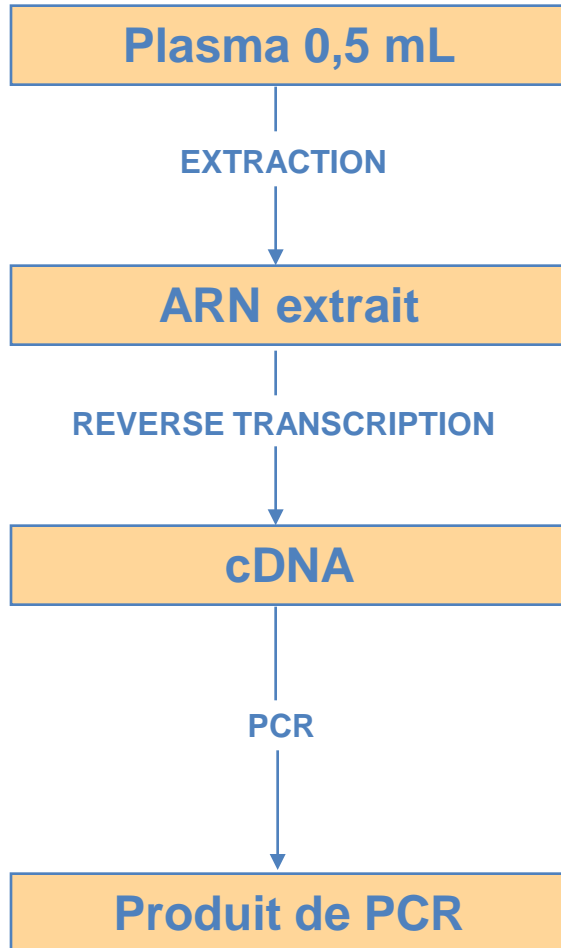 Plasma 0,5 mL
EXTRACTION
ARN extrait
REVERSE TRANSCRIPTION
cDNA
PCR
Produit de PCR